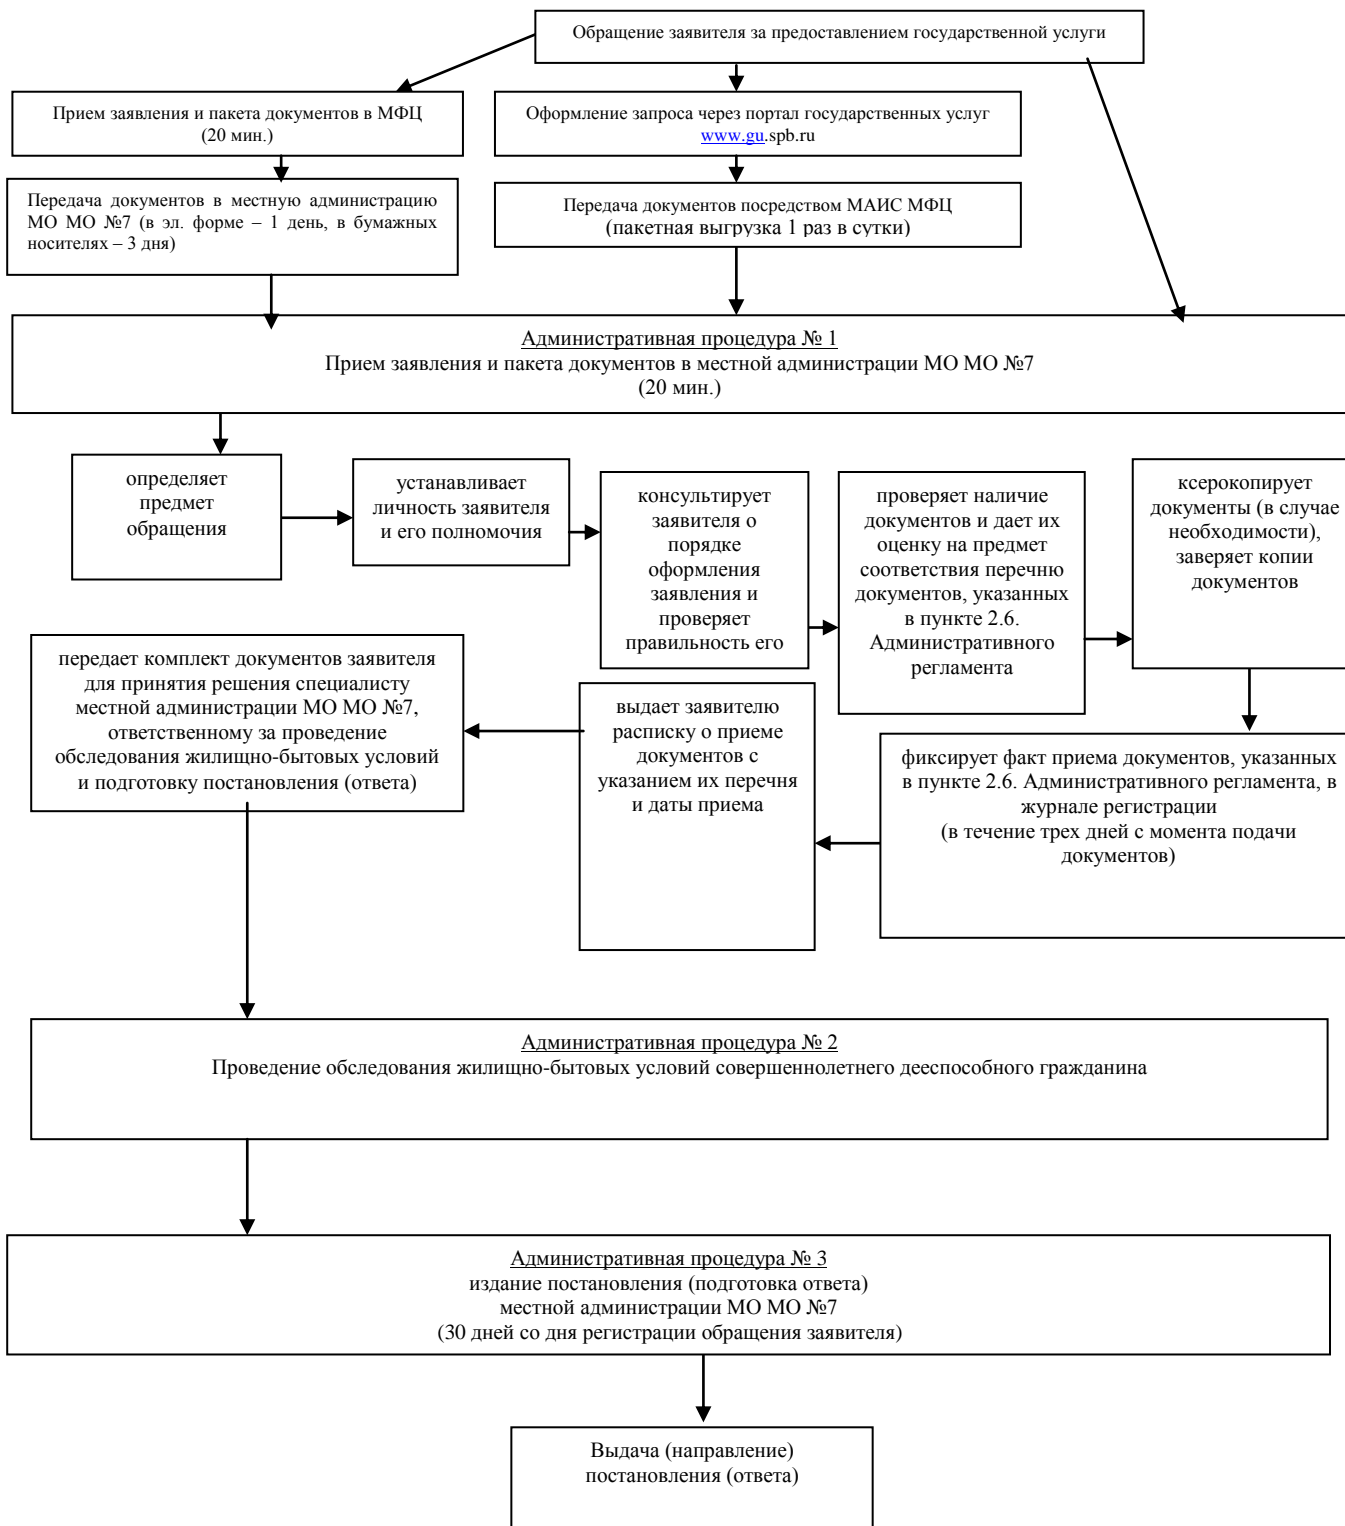 Обращение заявителя за предоставлением государственной услуги
Прием заявления и пакета документов в МФЦ
(20 мин.)
Оформление запроса через портал государственных услуг
www.gu.spb.ru
Передача документов в местную администрацию
МО МО №7 (в эл. форме – 1 день, в бумажных
носителях – 3 дня)
Передача документов посредством МАИС МФЦ
(пакетная выгрузка 1 раз в сутки)
Административная процедура № 1
Прием заявления и пакета документов в местной администрации МО МО №7
(20 мин.)
определяет
предмет
обращения
устанавливает
личность заявителя
и его полномочия
консультирует
заявителя о
порядке
оформления
заявления и
проверяет
правильность его
проверяет наличие
документов и дает их
оценку на предмет
соответствия перечню
документов, указанных
в пункте 2.6.
Административного
регламента
ксерокопирует
документы (в случае
необходимости),
заверяет копии
документов
фиксирует факт приема документов, указанных
в пункте 2.6. Административного регламента, в
журнале регистрации
(в течение трех дней с момента подачи
документов)
выдает заявителю
расписку о приеме
документов с
указанием их перечня
и даты приема
передает комплект документов заявителя
для принятия решения специалисту
местной администрации МО МО №7,
ответственному за проведение
обследования жилищно-бытовых условий
и подготовку постановления (ответа)
Административная процедура № 2
Проведение обследования жилищно-бытовых условий совершеннолетнего дееспособного гражданина
Административная процедура № 3
издание постановления (подготовка ответа)
местной администрации МО МО №7
(30 дней со дня регистрации обращения заявителя)
Выдача (направление)
постановления (ответа)